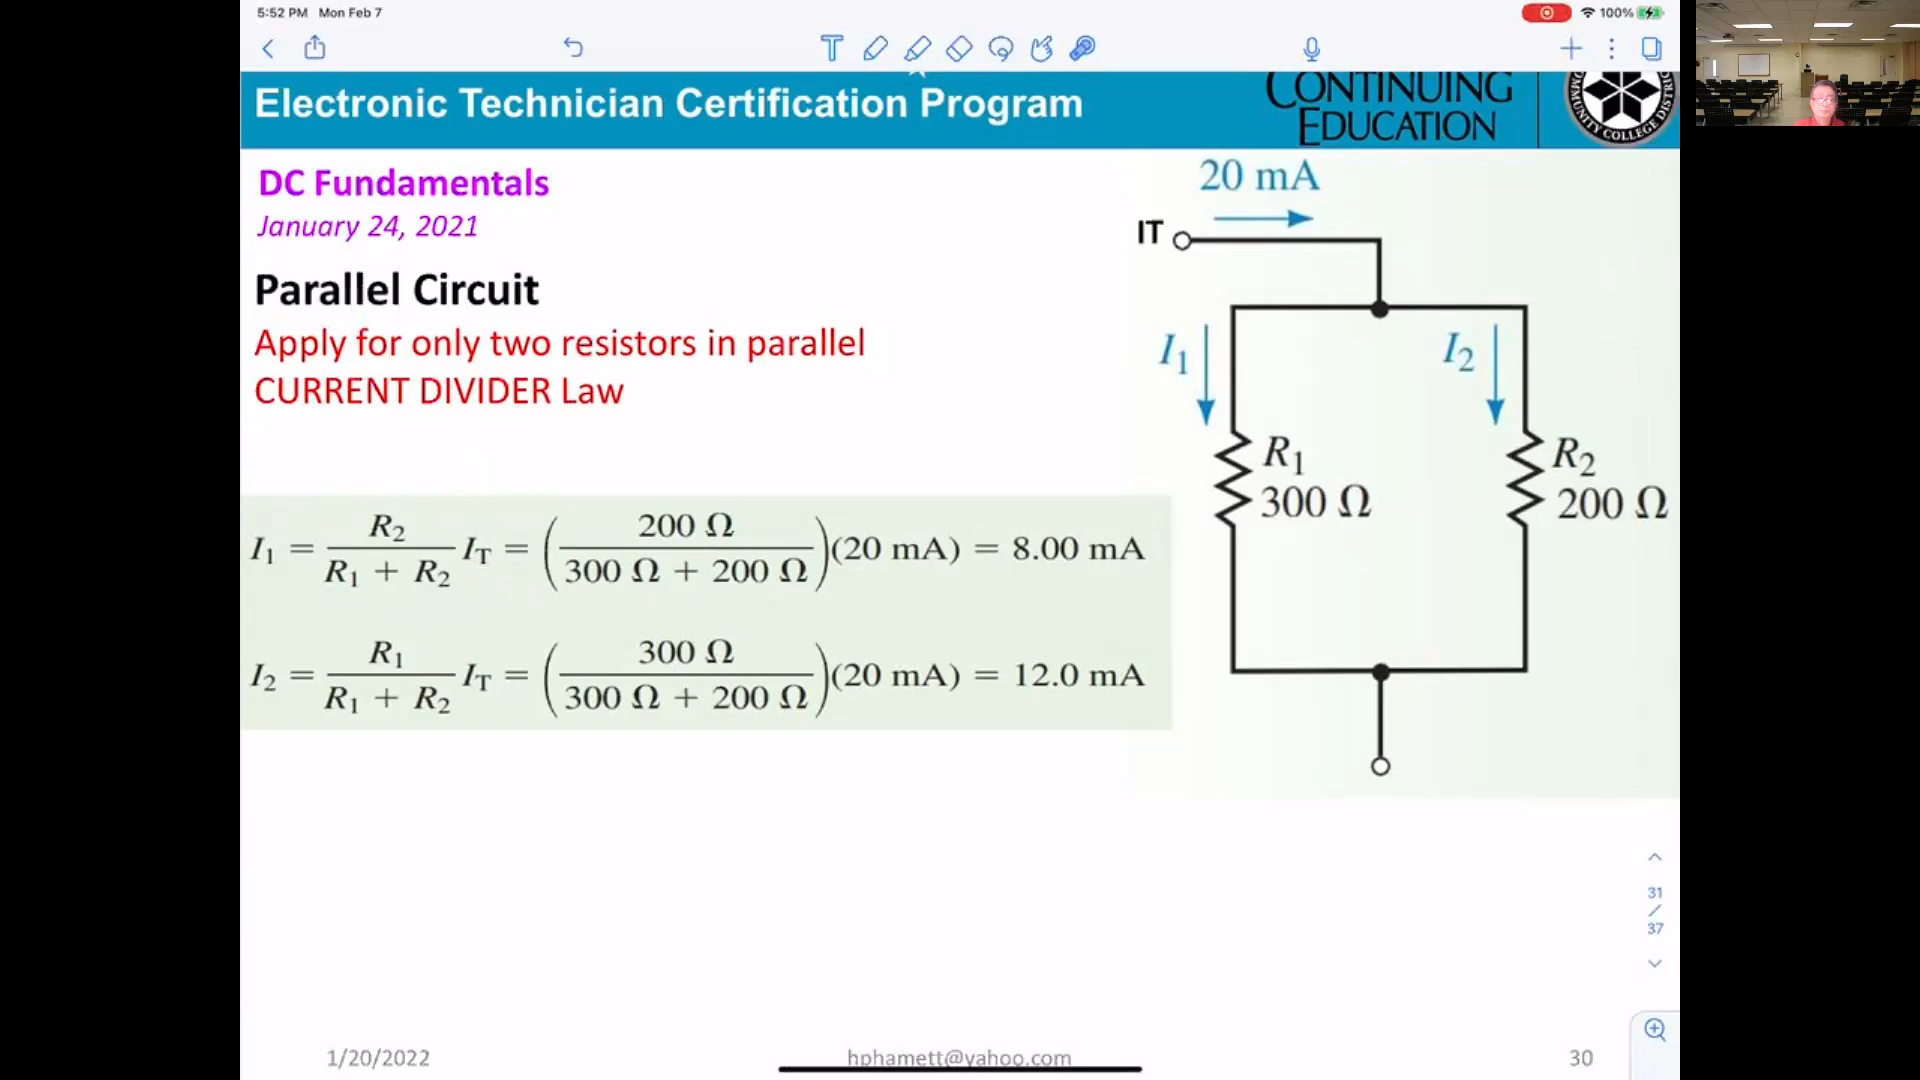 5:52 PM Mon Feb 7
100%
Electronic Technician Certification Program
CONTINUING
EDUCATION
COMMUNITY COLLEGE
DC Fundamentals
January 24, 2021
Parallel Circuit
Apply for only two resistors in parallel
CURRENT DIVIDER Law
I₁ = R₂ / (R₁ + R₂) I_T = (200 Ω / (300 Ω + 200 Ω)) (20 mA) = 8.00 mA
I₂ = R₁ / (R₁ + R₂) I_T = (300 Ω / (300 Ω + 200 Ω)) (20 mA) = 12.0 mA
20 mA
IT
I₁
I₂
R₁
300 Ω
R₂
200 Ω
31
/
37
1/20/2022
hphamett@yahoo.com
30